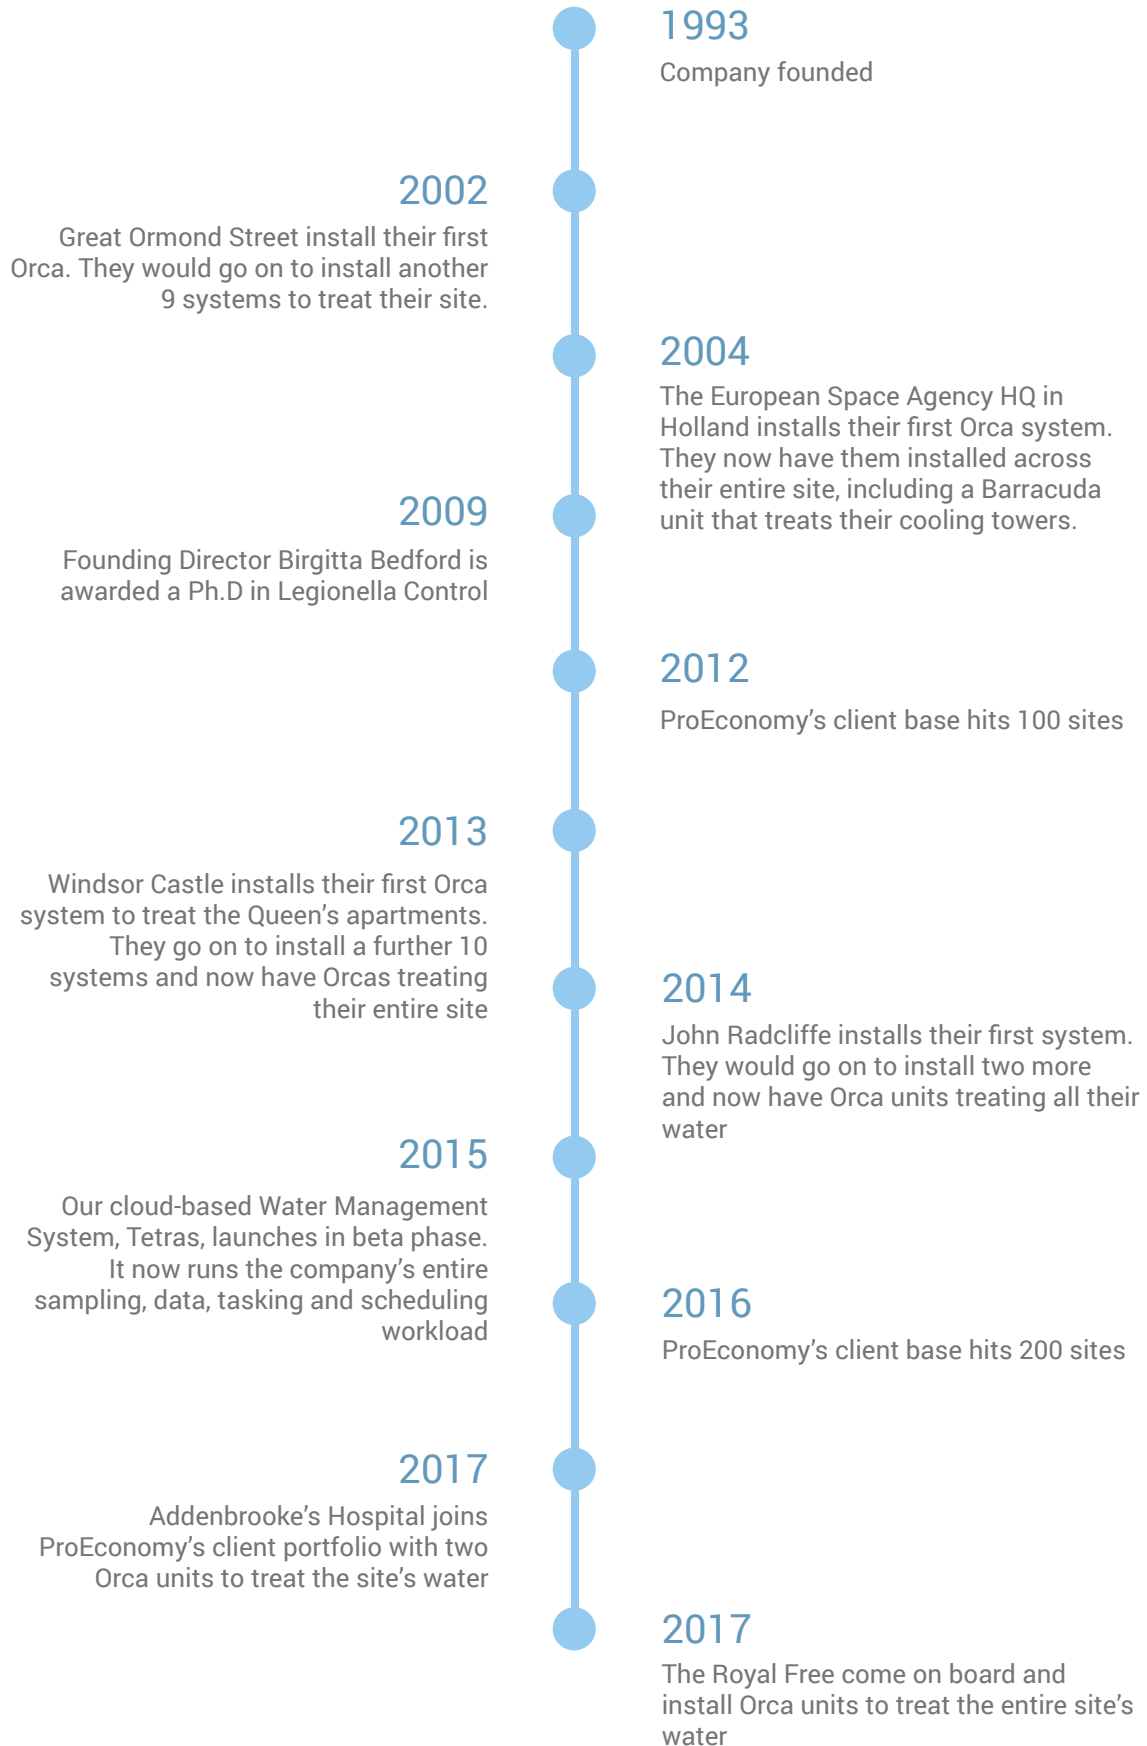 1993
Company founded
2002
Great Ormond Street install their first
Orca. They would go on to install another
9 systems to treat their site.
2004
The European Space Agency HQ in
Holland installs their first Orca system.
They now have them installed across
their entire site, including a Barracuda
unit that treats their cooling towers.
2009
Founding Director Birgitta Bedford is
awarded a Ph.D in Legionella Control
2012
ProEconomy’s client base hits 100 sites
2013
Windsor Castle installs their first Orca
system to treat the Queen’s apartments.
They go on to install a further 10
systems and now have Orcas treating
their entire site
2014
John Radcliffe installs their first system.
They would go on to install two more
and now have Orca units treating all their
water
2015
Our cloud-based Water Management
System, Tetras, launches in beta phase.
It now runs the company’s entire
sampling, data, tasking and scheduling
workload
2016
ProEconomy’s client base hits 200 sites
2017
Addenbrooke’s Hospital joins
ProEconomy’s client portfolio with two
Orca units to treat the site’s water
2017
The Royal Free come on board and
install Orca units to treat the entire site’s
water